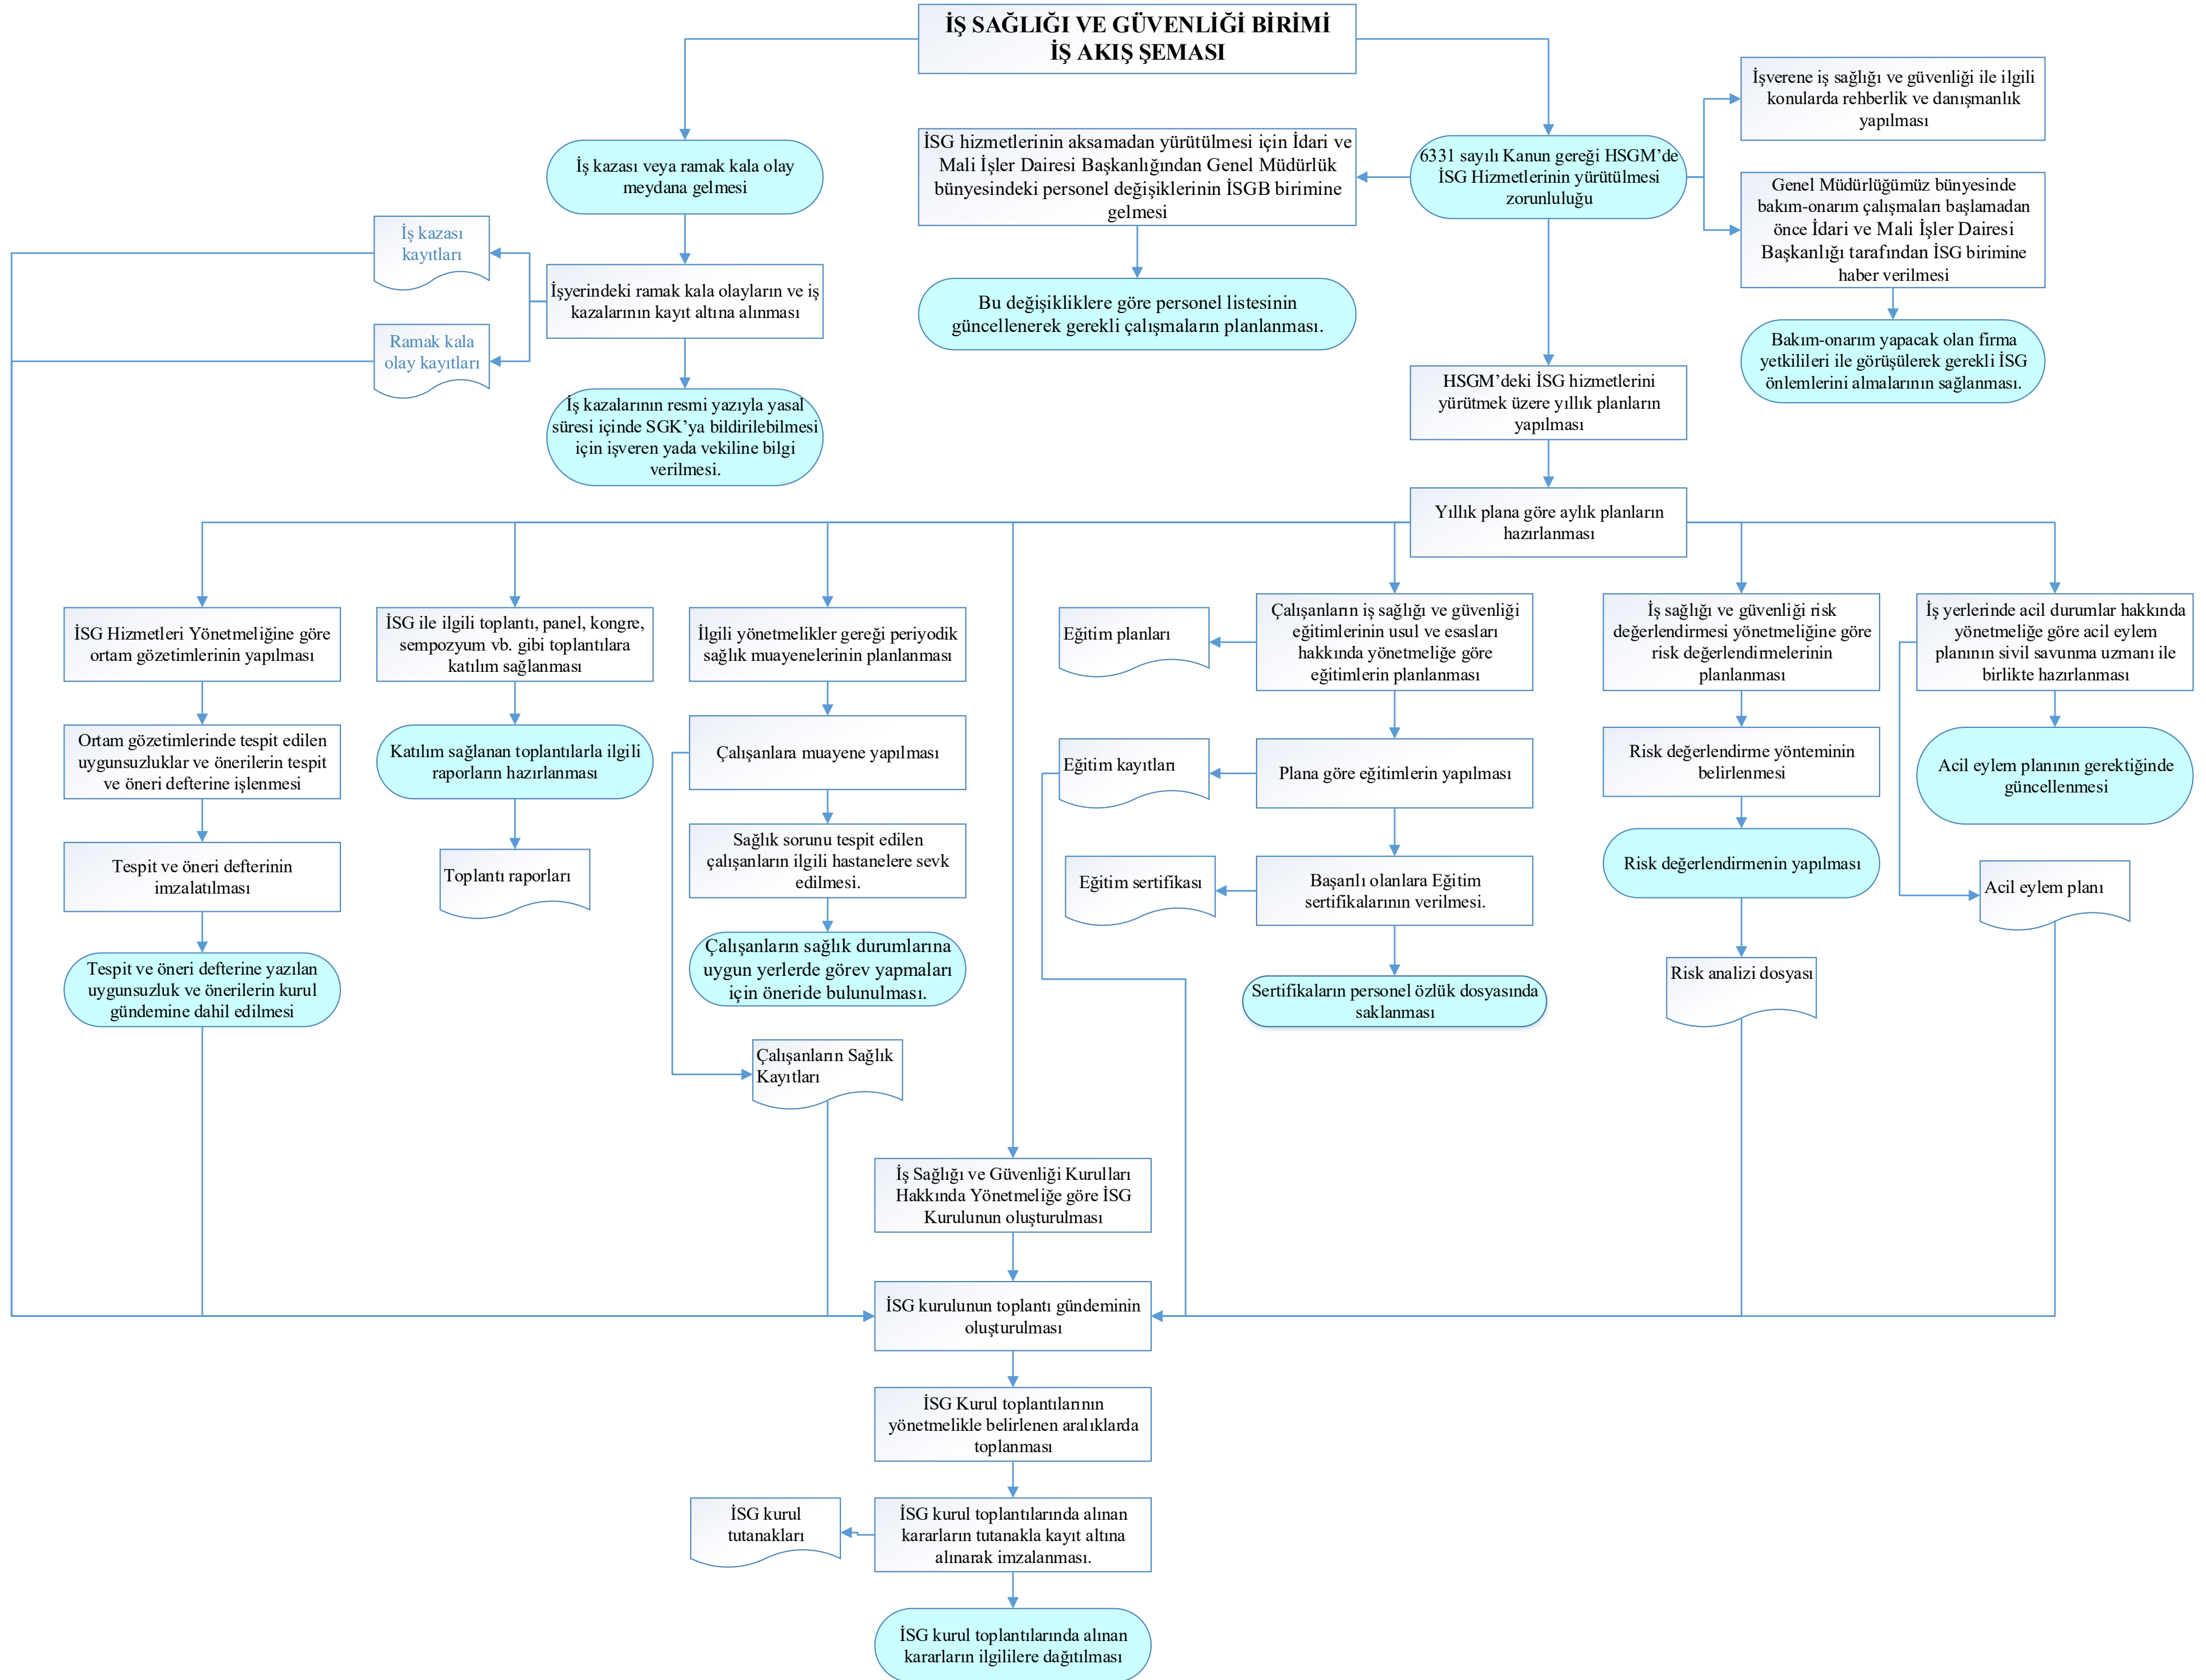 İŞ SAĞLIĞI VE GÜVENLİĞİ BİRİMİ
İŞ AKIŞ ŞEMASI
İş kazası veya ramak kala olay
meydana gelmesi
İş kazası
kayıtları
Ramak kala
olay kayıtları
İşyerindeki ramak kala olayların ve iş
kazalarının kayıt altına alınması
İş kazalarının resmi yazıyla yasal
süresi içinde SGK’ya bildirilebilmesi
için işveren yada vekiline bilgi
verilmesi.
İSG hizmetlerinin aksamadan yürütülmesi için İdari ve
Mali İşler Dairesi Başkanlığından Genel Müdürlük
bünyesindeki personel değişiklerinin İSGB birimine
gelmesi
Bu değişikliklere göre personel listesinin
güncellenerek gerekli çalışmaların planlanması.
6331 sayılı Kanun gereği HSGM’de
İSG Hizmetlerinin yürütülmesi
zorunluluğu
İşverene iş sağlığı ve güvenliği ile ilgili
konularda rehberlik ve danışmanlık
yapılması
Genel Müdürlüğümüz bünyesinde
bakım-onarım çalışmaları başlamadan
önce İdari ve Mali İşler Dairesi
Başkanlığı tarafından İSG birimine
haber verilmesi
Bakım-onarım yapacak olan firma
yetkilileri ile görüşülerek gerekli İSG
önlemlerini almalarının sağlanması.
HSGM’deki İSG hizmetlerini
yürütmek üzere yıllık planların
yapılması
Yıllık plana göre aylık planların
hazırlanması
İSG Hizmetleri Yönetmeliğine göre
ortam gözetimlerinin yapılması
Ortam gözetimlerinde tespit edilen
uygunsuzluklar ve önerilerin tespit
ve öneri defterine işlenmesi
Tespit ve öneri defterinin
imzalatılması
Tespit ve öneri defterine yazılan
uygunsuzluk ve önerilerin kurul
gündemine dahil edilmesi
İSG ile ilgili toplantı, panel, kongre,
sempozyum vb. gibi toplantılara
katılım sağlanması
Katılım sağlanan toplantılarla ilgili
raporların hazırlanması
Toplantı raporları
İlgili yönetmelikler gereği periyodik
sağlık muayenelerinin planlanması
Çalışanlara muayene yapılması
Sağlık sorunu tespit edilen
çalışanların ilgili hastanelere sevk
edilmesi.
Çalışanların sağlık durumlarına
uygun yerlerde görev yapmaları
için öneride bulunulması.
Çalışanların Sağlık
Kayıtları
Eğitim planları
Çalışanların iş sağlığı ve güvenliği
eğitimlerinin usul ve esasları
hakkında yönetmeliğe göre
eğitimlerin planlanması
Eğitim kayıtları
Plana göre eğitimlerin yapılması
Eğitim sertifikası
Başarılı olanlara Eğitim
sertifikalarının verilmesi.
Sertifikaların personel özlük dosyasında
saklanması
İş sağlığı ve güvenliği risk
değerlendirmesi yönetmeliğine göre
risk değerlendirmelerinin
planlanması
Risk değerlendirme yönteminin
belirlenmesi
Risk değerlendirmenin yapılması
Risk analizi dosyası
İş yerlerinde acil durumlar hakkında
yönetmeliğe göre acil eylem
planının sivil savunma uzmanı ile
birlikte hazırlanması
Acil eylem planının gerektiğinde
güncellenmesi
Acil eylem planı
İş Sağlığı ve Güvenliği Kurulları
Hakkında Yönetmeliğe göre İSG
Kurulunun oluşturulması
İSG kurulunun toplantı gündeminin
oluşturulması
İSG Kurul toplantılarının
yönetmelikle belirlenen aralıklarda
toplanması
İSG kurul
tutanakları
İSG kurul toplantılarında alınan
kararların tutanakla kayıt altına
alınarak imzalanması.
İSG kurul toplantılarında alınan
kararların ilgililere dağıtılması